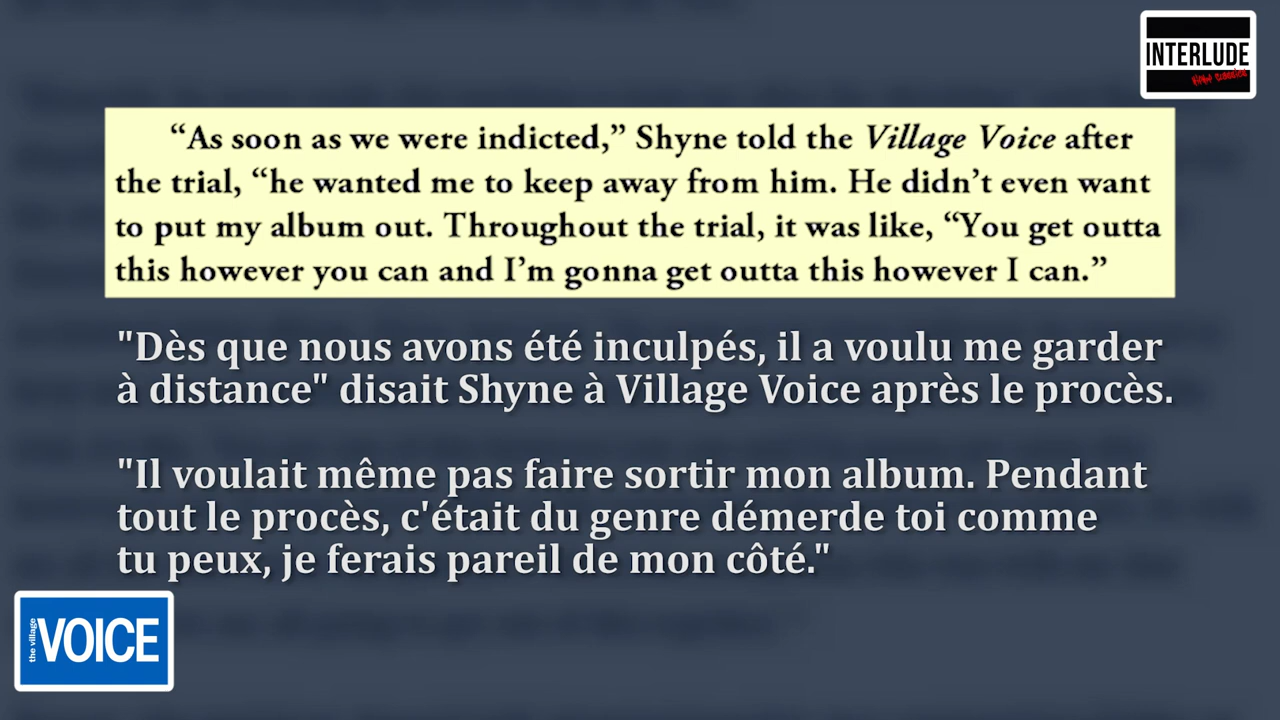 INTERLUDE
“As soon as we were indicted,” Shyne told the Village Voice after
the trial, “he wanted me to keep away from him. He didn’t even want
to put my album out. Throughout the trial, it was like, “You get outta
this however you can and I’m gonna get outta this however I can.”
"Dès que nous avons été inculpés, il a voulu me garder
à distance" disait Shyne à Village Voice après le procès.
"Il voulait même pas faire sortir mon album. Pendant
tout le procès, c'était du genre démerde toi comme
tu peux, je ferais pareil de mon côté."
the village VOICE